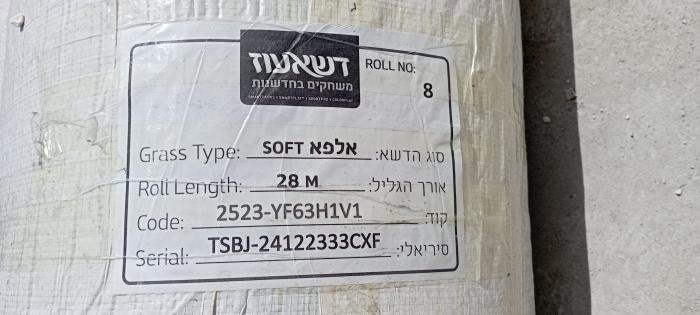 דשאעוז
משחקים בחדשנות
ROLL NO: 8
Grass Type: SOFT אלפא סוג הדשא:
Roll Length: 28 M אורך הגליל:
Code: 2523-YF63H1V1 קוד:
Serial: TSBJ-24122333CXF סיריאלי: